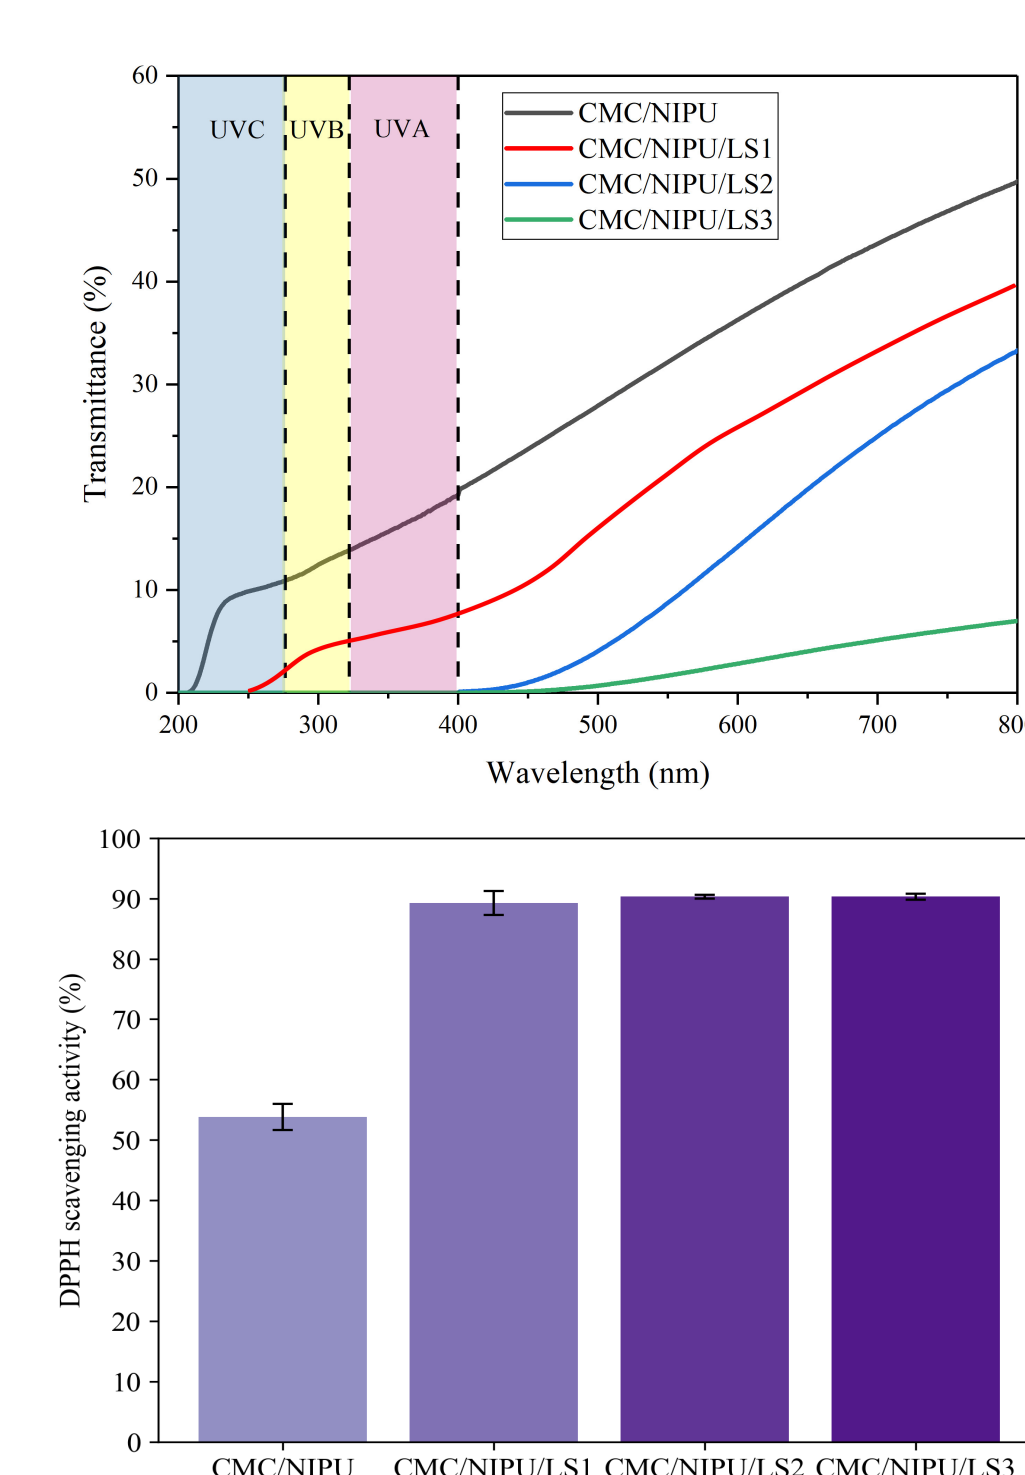 60
UVC UVB UVA
CMC/NIPU
CMC/NIPU/LS1
CMC/NIPU/LS2
CMC/NIPU/LS3
50
40
30
20
10
0
Transmittance (%)
200 300 400 500 600 700 80
Wavelength (nm)
100
90
80
70
60
50
40
30
20
10
0
DPPH scavenging activity (%)
CMC/NIPU CMC/NIPU/LS1 CMC/NIPU/LS2 CMC/NIPU/LS3